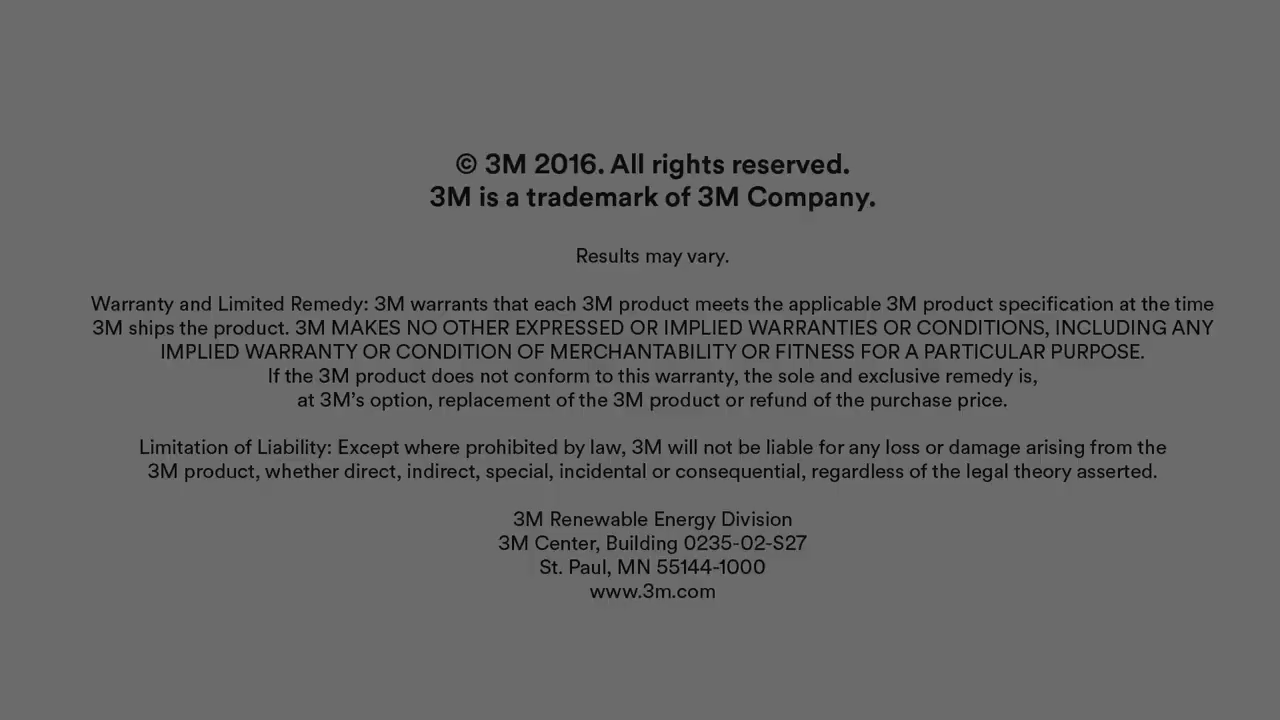 © 3M 2016. All rights reserved.
3M is a trademark of 3M Company.
Results may vary.
Warranty and Limited Remedy: 3M warrants that each 3M product meets the applicable 3M product specification at the time
3M ships the product. 3M MAKES NO OTHER EXPRESSED OR IMPLIED WARRANTIES OR CONDITIONS, INCLUDING ANY
IMPLIED WARRANTY OR CONDITION OF MERCHANTABILITY OR FITNESS FOR A PARTICULAR PURPOSE.
If the 3M product does not conform to this warranty, the sole and exclusive remedy is,
at 3M’s option, replacement of the 3M product or refund of the purchase price.
Limitation of Liability: Except where prohibited by law, 3M will not be liable for any loss or damage arising from the
3M product, whether direct, indirect, special, incidental or consequential, regardless of the legal theory asserted.
3M Renewable Energy Division
3M Center, Building 0235-02-S27
St. Paul, MN 55144-1000
www.3m.com